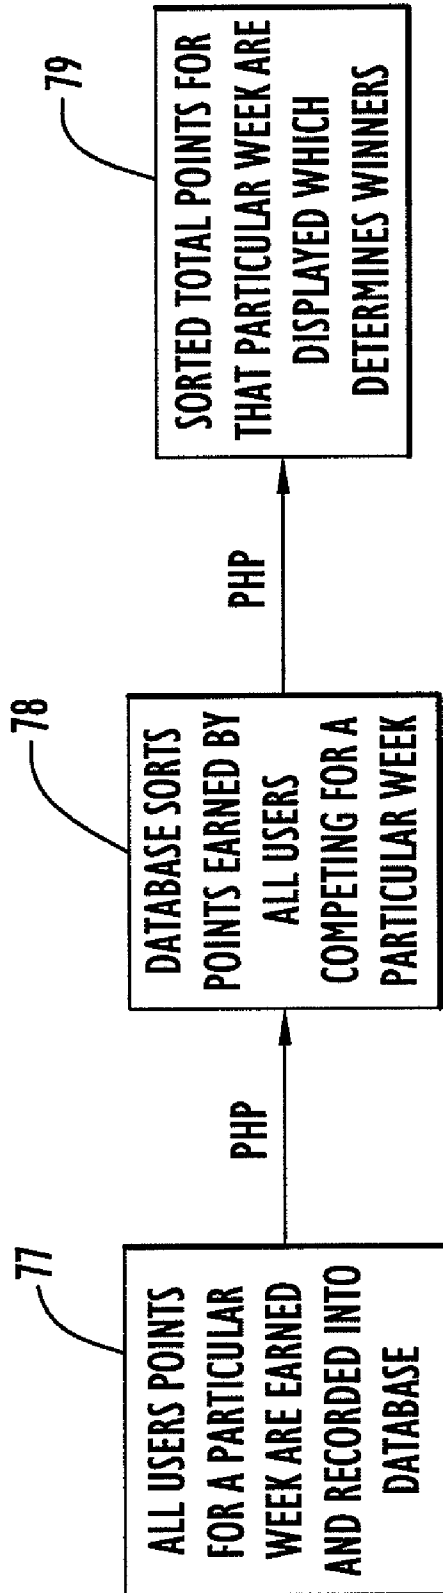 77
ALL USERS POINTS
FOR A PARTICULAR
WEEK ARE EARNED
AND RECORDED INTO
DATABASE
PHP
78
DATABASE SORTS
POINTS EARNED BY
ALL USERS
COMPETING FOR A
PARTICULAR WEEK
PHP
79
SORTED TOTAL POINTS FOR
THAT PARTICULAR WEEK ARE
DISPLAYED WHICH
DETERMINES WINNERS